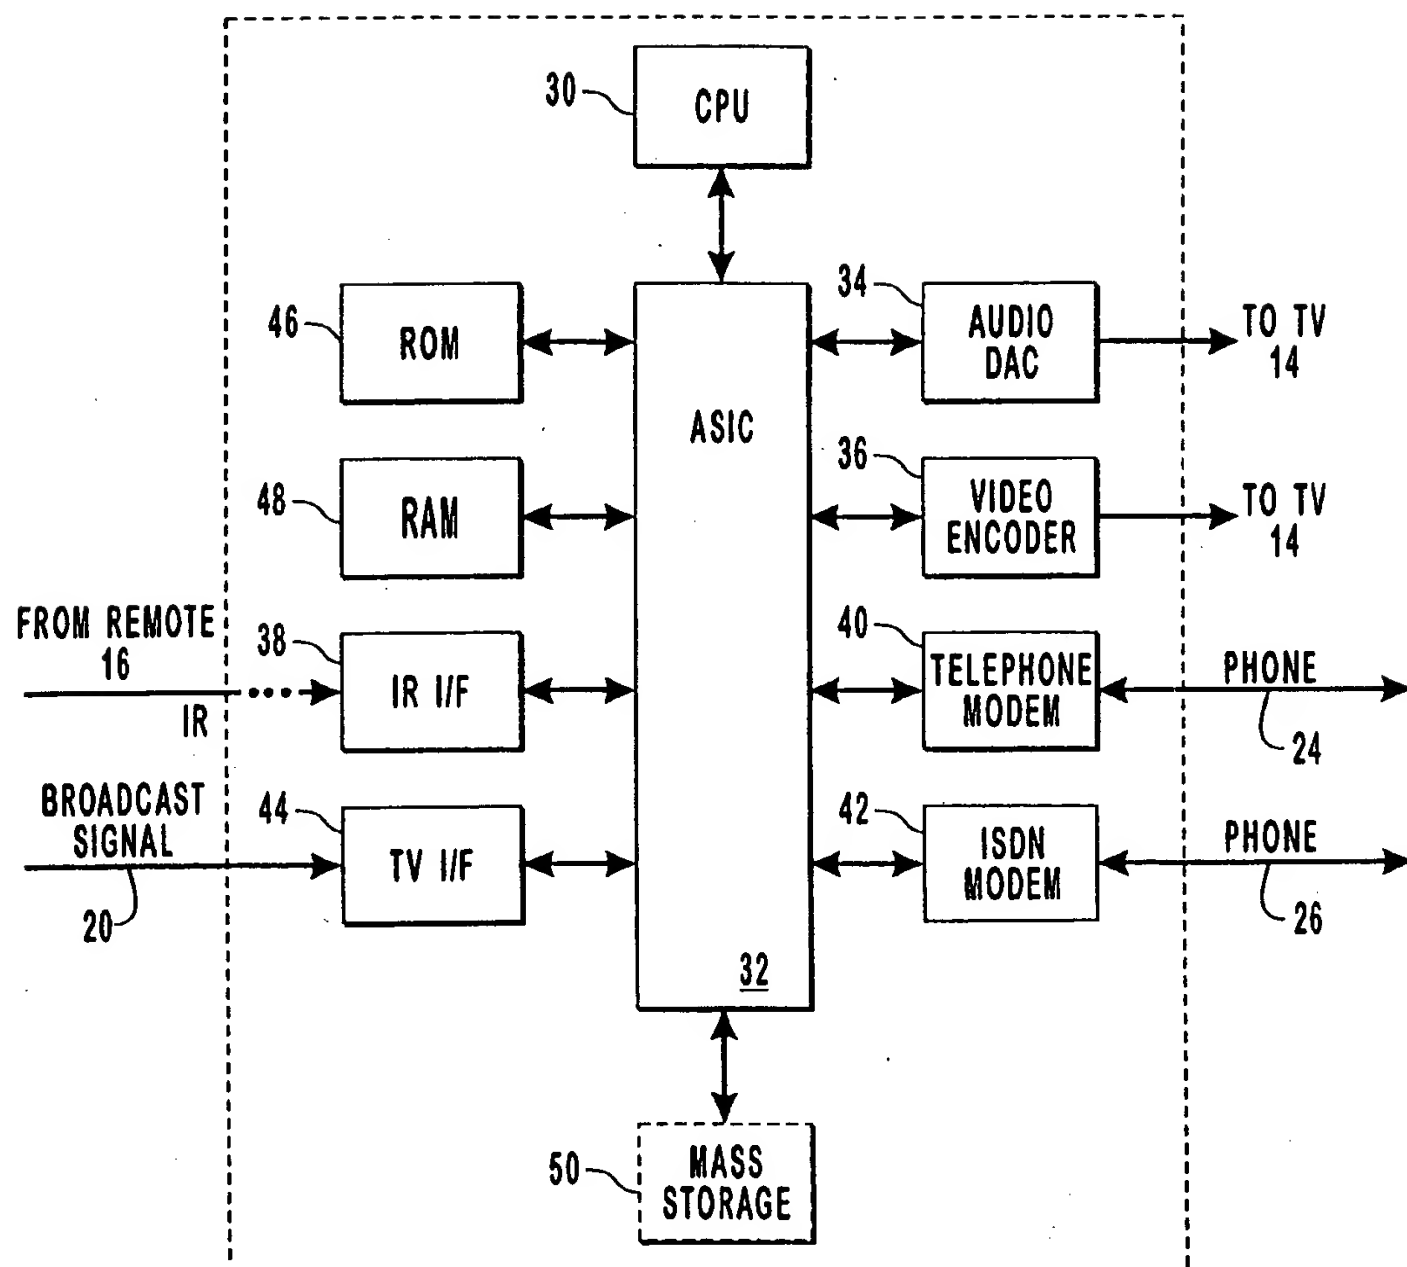 30
CPU
46
ROM
ASIC
34
AUDIO
DAC
TO TV
14
48
RAM
36
VIDEO
ENCODER
TO TV
14
FROM REMOTE
16
IR
38
IR I/F
40
TELEPHONE
MODEM
PHONE
24
BROADCAST
SIGNAL
20
44
TV I/F
42
ISDN
MODEM
PHONE
26
32
50
MASS
STORAGE